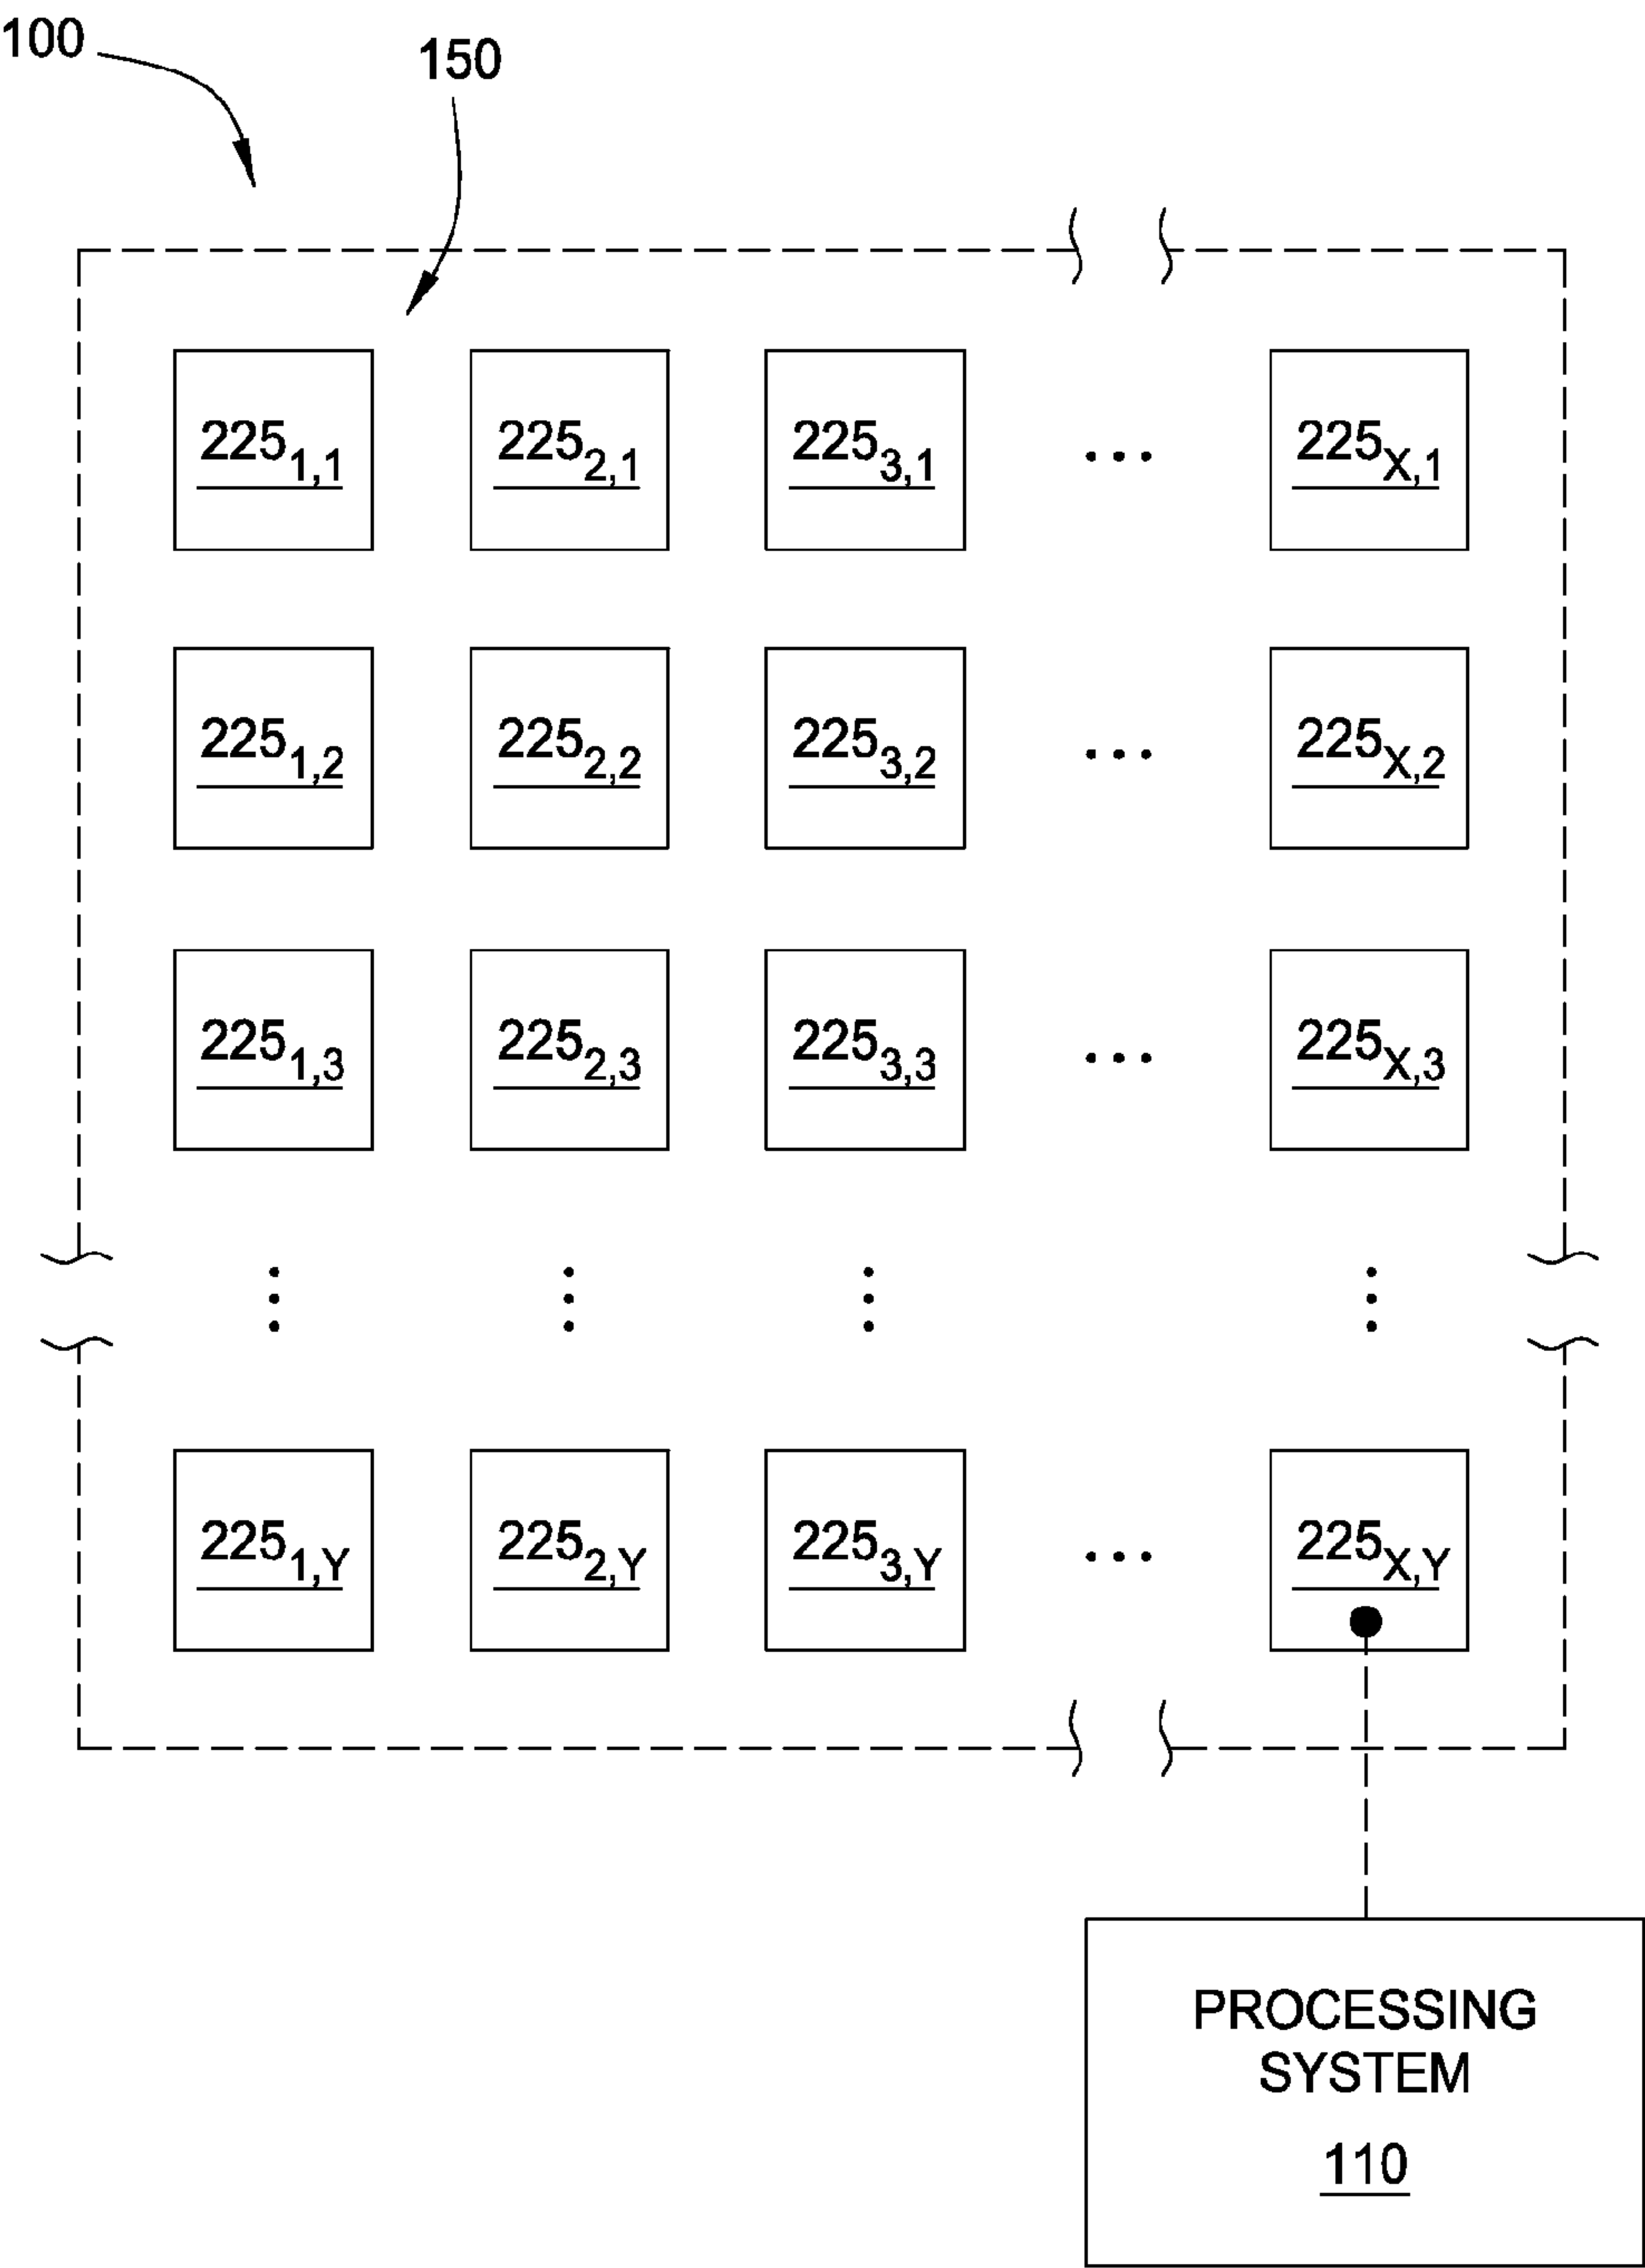 100
150
2251,1 2252,1 2253,1 ... 225X,1
2251,2 2252,2 2253,2 ... 225X,2
2251,3 2252,3 2253,3 ... 225X,3
2251,Y 2252,Y 2253,Y ... 225X,Y
PROCESSING
SYSTEM
110